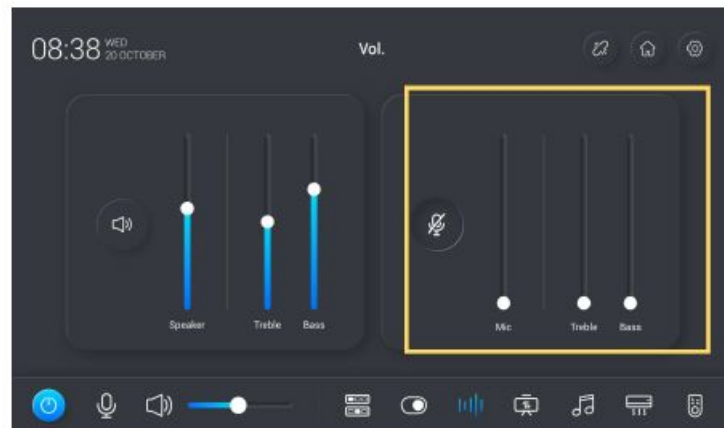 08:38 WED
20 OCTOBER
Vol.
Speaker Treble Bass
Mic Treble Bass